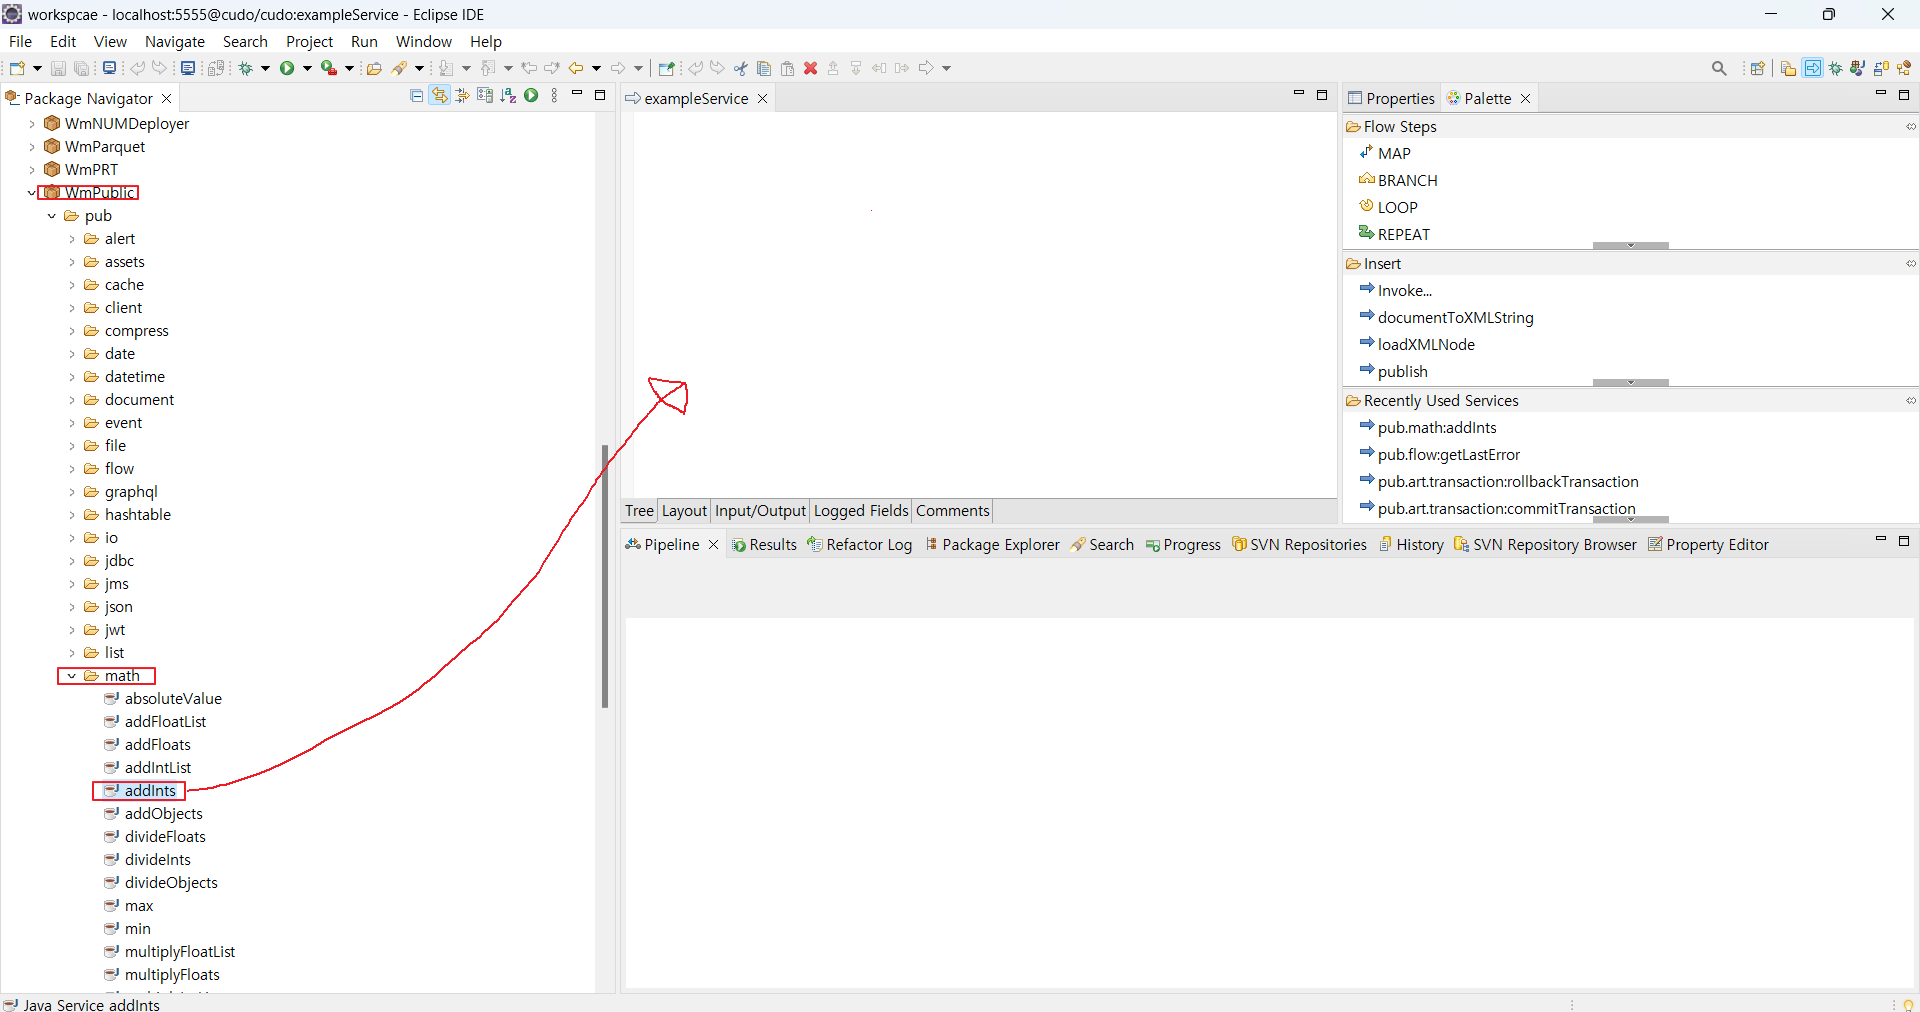 workspcae - localhost:5555@cudo/cudo:exampleService - Eclipse IDE
File Edit View Navigate Search Project Run Window Help
Package Navigator
WmNUMDeployer
WmParquet
WmPRT
WmPublic
pub
alert
assets
cache
client
compress
date
datetime
document
event
file
flow
graphql
hashtable
io
jdbc
jms
json
jwt
list
math
absoluteValue
addFloatList
addFloats
addIntList
addInts
addObjects
divideFloats
divideInts
divideObjects
max
min
multiplyFloatList
multiplyFloats
exampleService
Tree Layout Input/Output Logged Fields Comments
Properties Palette
Flow Steps
MAP
BRANCH
LOOP
REPEAT
Insert
Invoke...
documentToXMLString
loadXMLNode
publish
Recently Used Services
pub.math:addInts
pub.flow:getLastError
pub.art.transaction:rollbackTransaction
pub.art.transaction:commitTransaction
Pipeline Results Refactor Log Package Explorer Search Progress SVN Repositories History SVN Repository Browser Property Editor
Java Service addInts